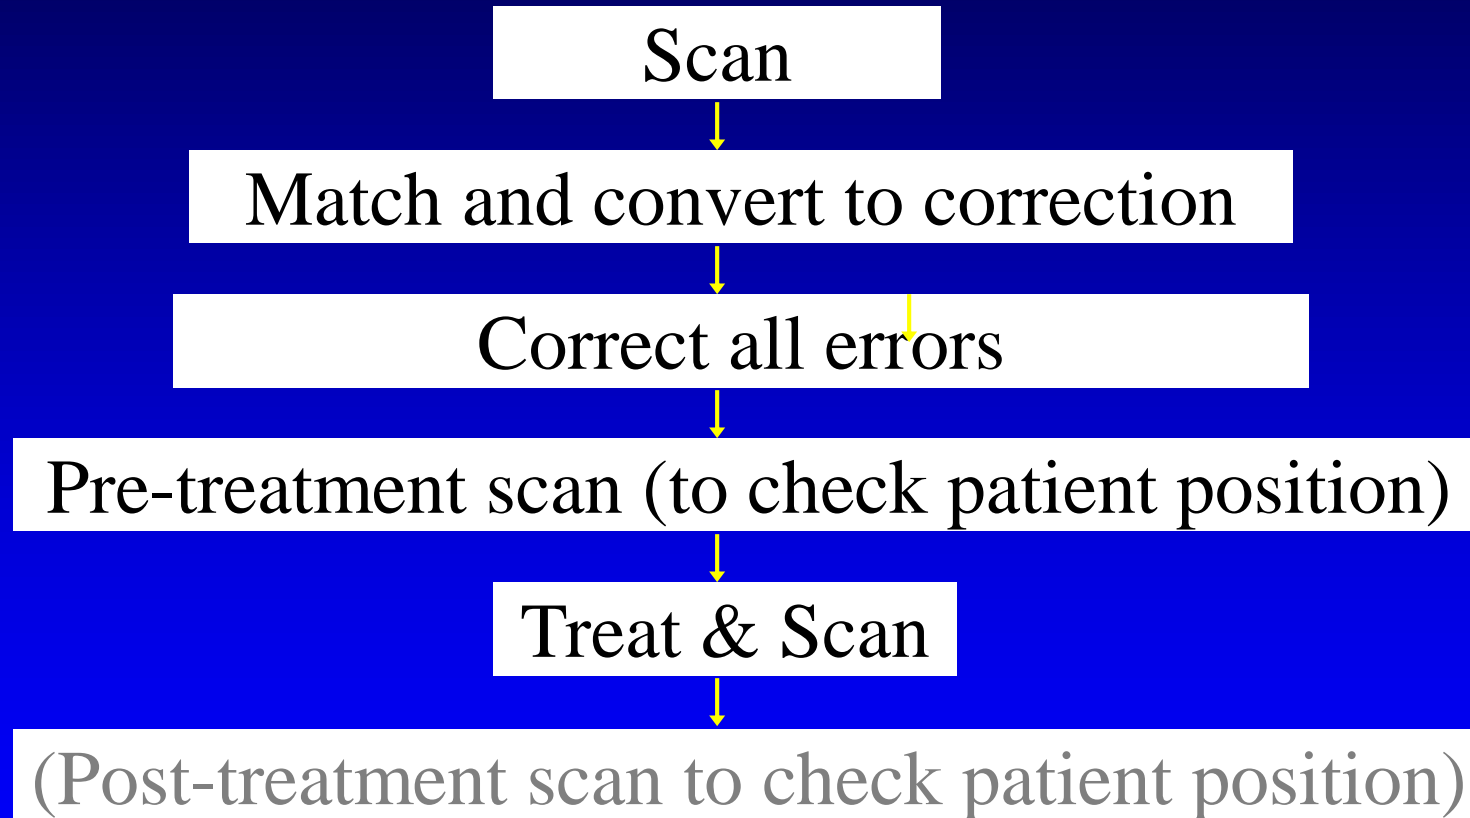 Scan
Match and convert to correction
Correct all errors
Pre-treatment scan (to check patient position)
Treat & Scan
(Post-treatment scan to check patient position)